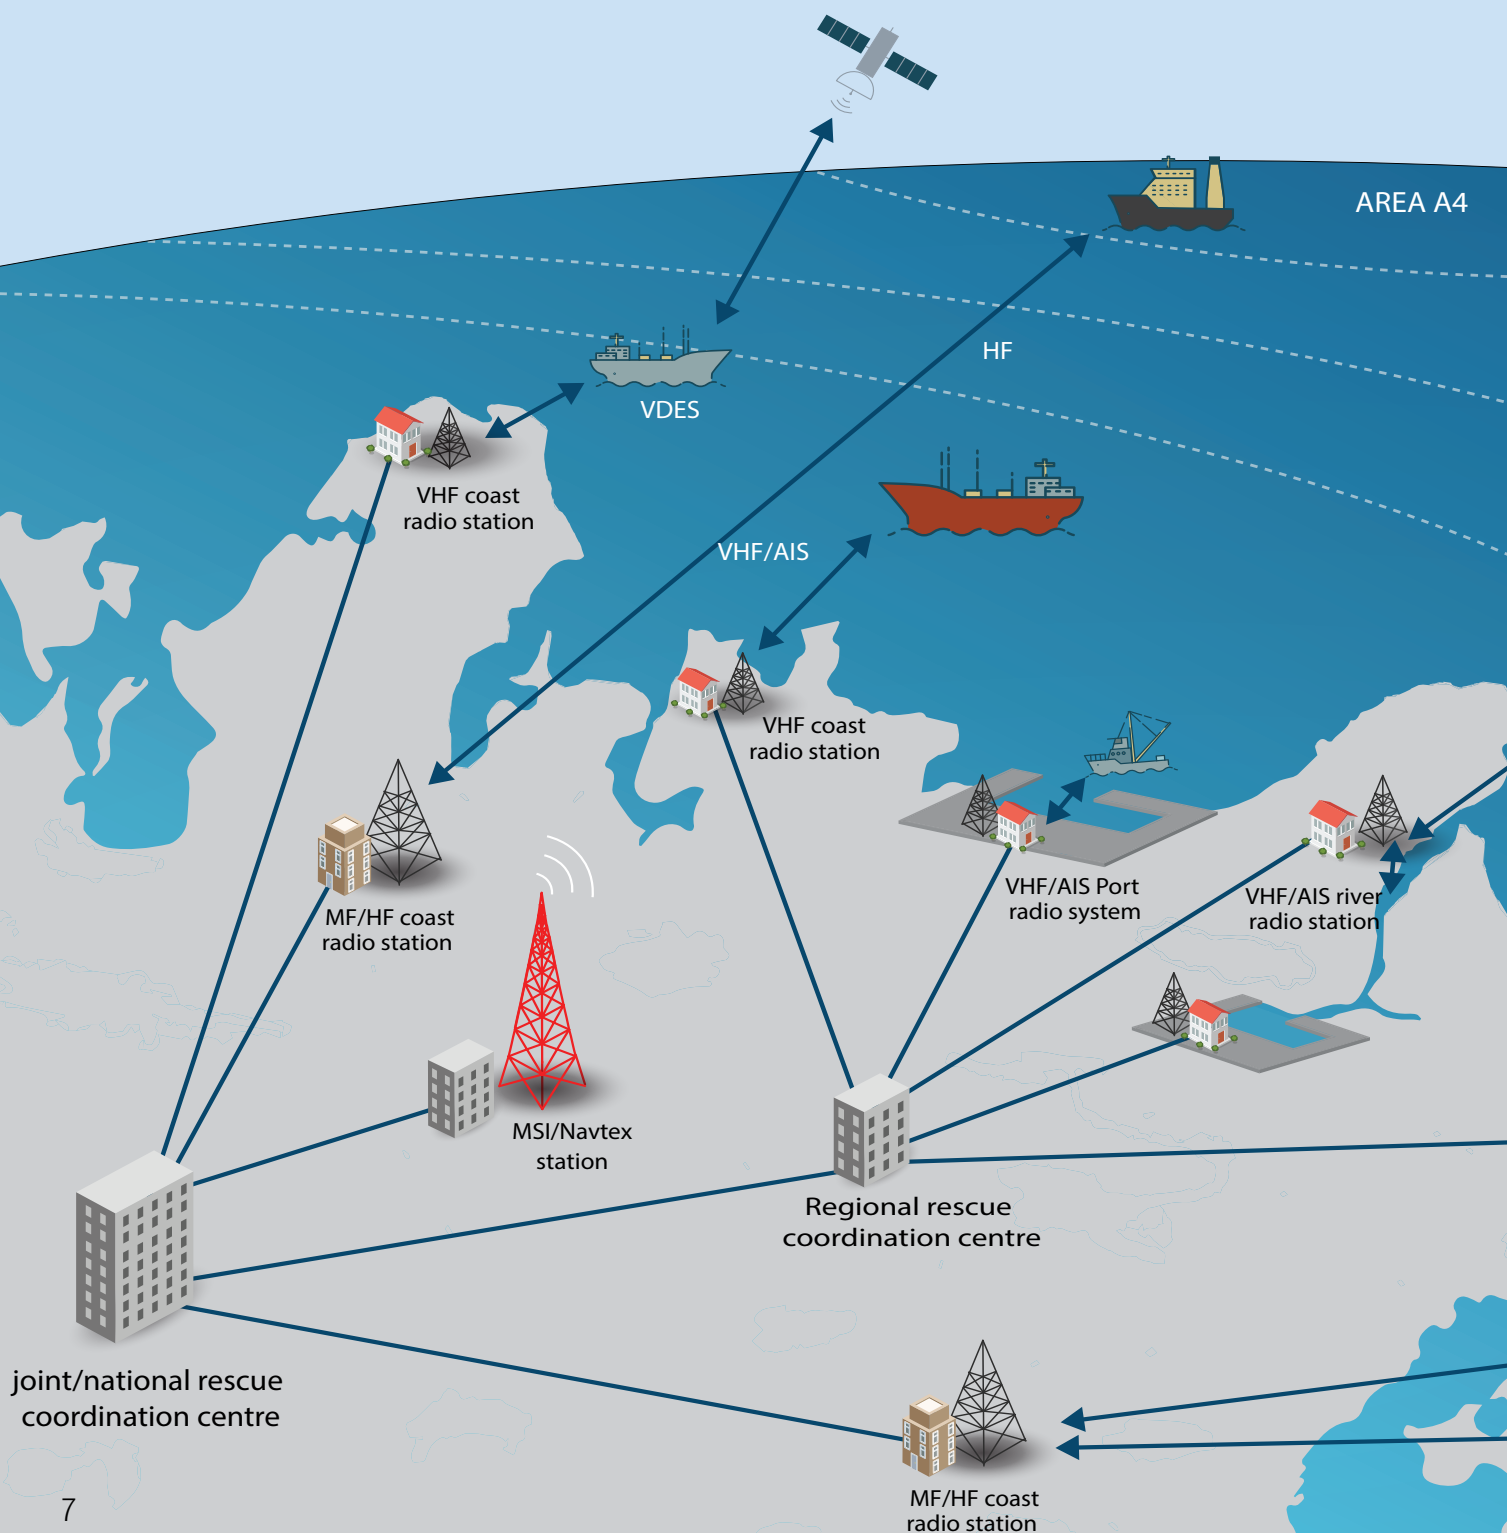 AREA A4
HF
VDES
VHF coast
radio station
VHF/AIS
VHF coast
radio station
VHF/AIS Port
radio system
VHF/AIS river
radio station
MF/HF coast
radio station
MSI/Navtex
station
Regional rescue
coordination centre
joint/national rescue
coordination centre
MF/HF coast
radio station
7